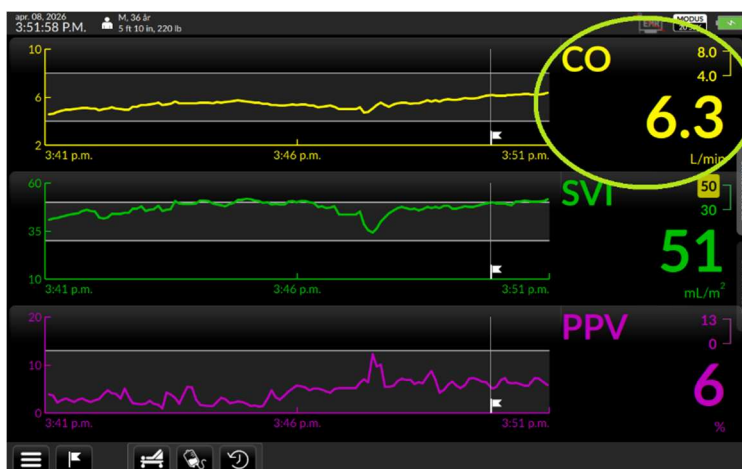 apr. 08, 2026
3:51:58 P.M.
M, 36 år
5 ft 10 in, 220 lb
EMR
MODUS
20 sek.
10
6
2
3:41 p.m.
3:46 p.m.
3:51 p.m.
CO
8.0
4.0
6.3
L/min
60
35
10
3:41 p.m.
3:46 p.m.
3:51 p.m.
SVI
50
30
51
mL/m²
20
10
0
3:41 p.m.
3:46 p.m.
3:51 p.m.
PPV
13
0
6
%